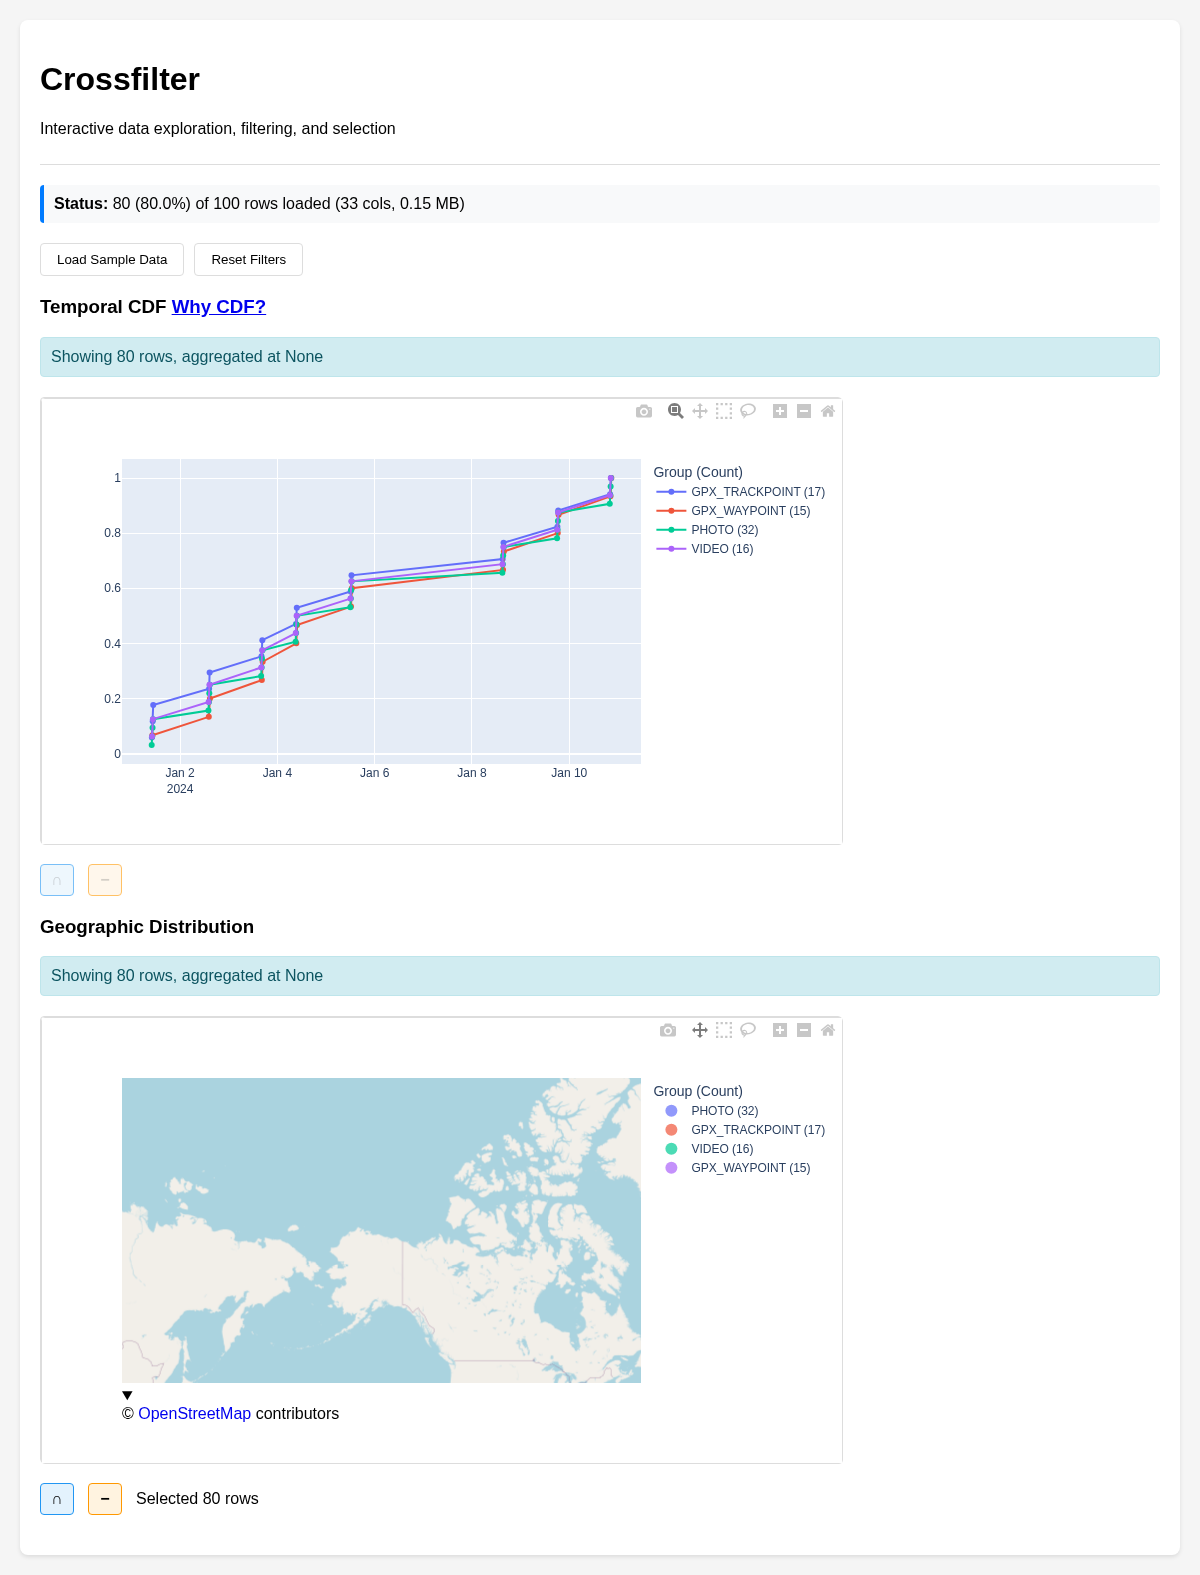 Crossfilter
Interactive data exploration, filtering, and selection
Status: 80 (80.0%) of 100 rows loaded (33 cols, 0.15 MB)
Load Sample Data Reset Filters
Temporal CDF Why CDF?
Showing 80 rows, aggregated at None
Group (Count)
GPX_TRACKPOINT (17)
GPX_WAYPOINT (15)
PHOTO (32)
VIDEO (16)
1
0.8
0.6
0.4
0.2
0
Jan 2 Jan 4 Jan 6 Jan 8 Jan 10
2024
∩ −
Geographic Distribution
Showing 80 rows, aggregated at None
Group (Count)
PHOTO (32)
GPX_TRACKPOINT (17)
VIDEO (16)
GPX_WAYPOINT (15)
© OpenStreetMap contributors
∩ − Selected 80 rows